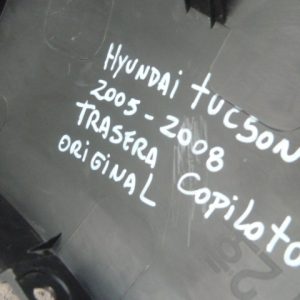 HYUNDAI TUCSON
2005-2008
TRASERA COPILOTO
ORIGINAL